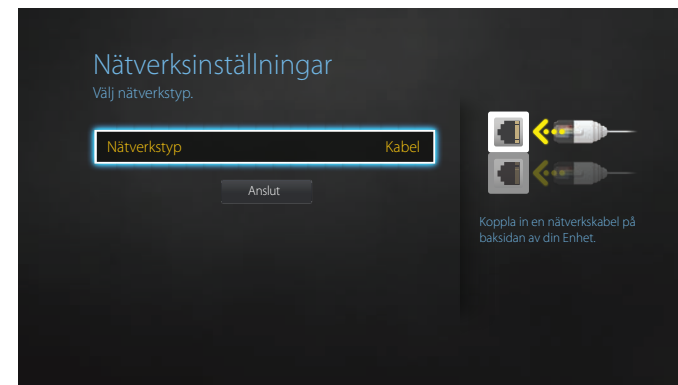 Nätverksinställningar
Välj nätverkstyp.
Nätverkstyp Kabel
Anslut
Koppla in en nätverkskabel på
baksidan av din Enhet.